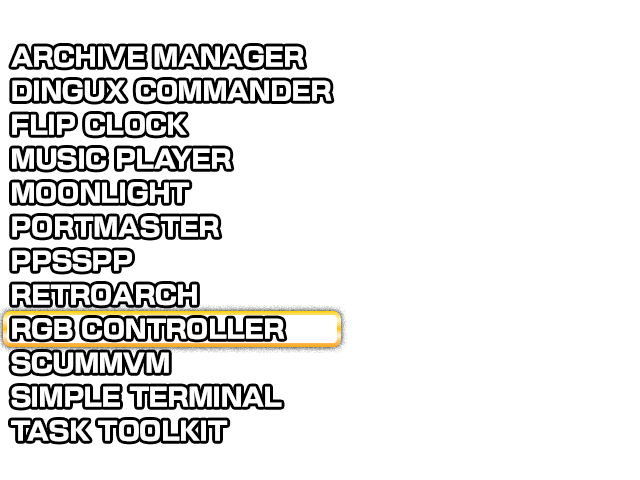 ARCHIVE MANAGER
DINGUX COMMANDER
FLIP CLOCK
MUSIC PLAYER
MOONLIGHT
PORTMASTER
PPSSPP
RETROARCH
RGB CONTROLLER
SCUMMVM
SIMPLE TERMINAL
TASK TOOLKIT